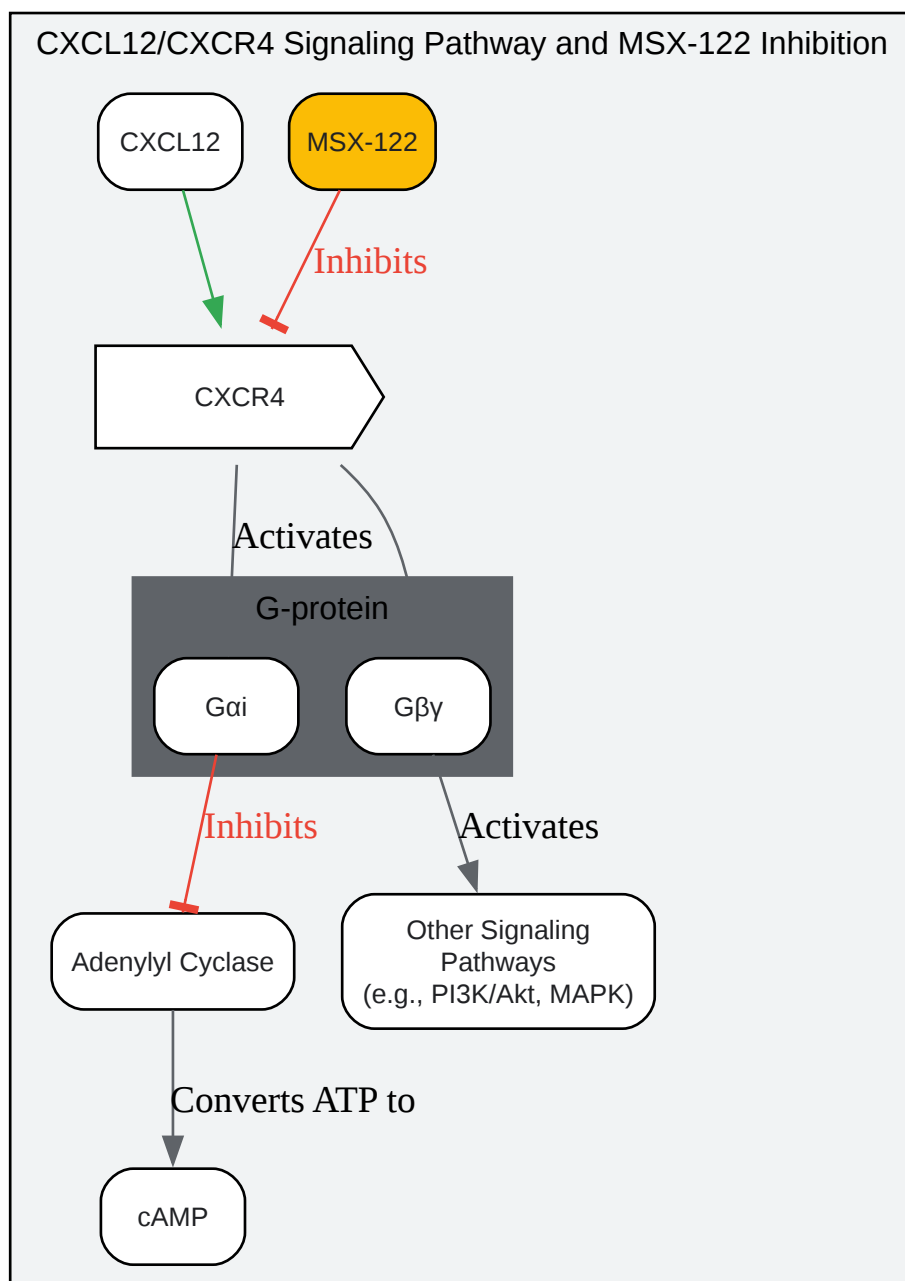 CXCL12/CXCR4 Signaling Pathway and MSX-122 Inhibition
CXCL12
MSX-122
Inhibits
CXCR4
Activates
G-protein
Gαi
Gβγ
Inhibits
Activates
Adenylyl Cyclase
Other Signaling
Pathways
(e.g., PI3K/Akt, MAPK)
Converts ATP to
cAMP